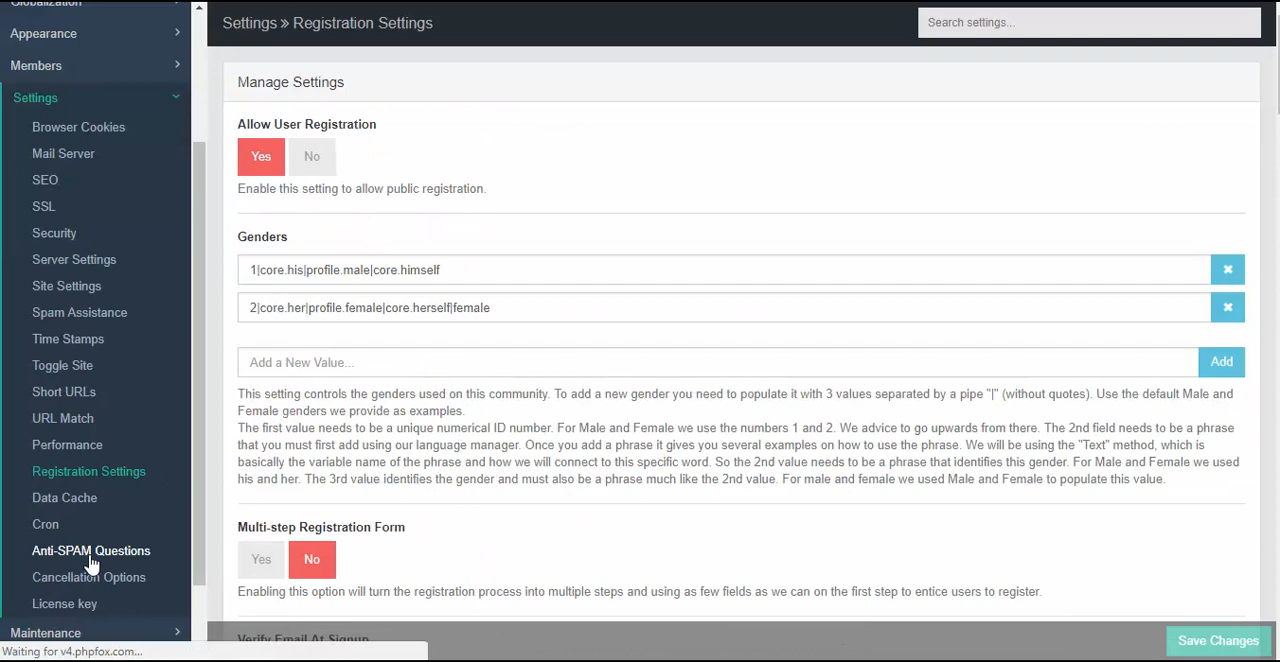 Globalization
Appearance
Members
Settings
Browser Cookies
Mail Server
SEO
SSL
Security
Server Settings
Site Settings
Spam Assistance
Time Stamps
Toggle Site
Short URLs
URL Match
Performance
Registration Settings
Data Cache
Cron
Anti-SPAM Questions
Cancellation Options
License key
Maintenance
Waiting for v4.phpfox.com...
Settings » Registration Settings
Search settings...
Manage Settings
Allow User Registration
Yes No
Enable this setting to allow public registration.
Genders
1|core.his|profile.male|core.himself
2|core.her|profile.female|core.herself|female
Add a New Value...
Add
This setting controls the genders used on this community. To add a new gender you need to populate it with 3 values separated by a pipe "|" (without quotes). Use the default Male and
Female genders we provide as examples.
The first value needs to be a unique numerical ID number. For Male and Female we use the numbers 1 and 2. We advice to go upwards from there. The 2nd field needs to be a phrase
that you must first add using our language manager. Once you add a phrase it gives you several examples on how to use the phrase. We will be using the "Text" method, which is
basically the variable name of the phrase and how we will connect to this specific word. So the 2nd value needs to be a phrase that identifies this gender. For Male and Female we used
his and her. The 3rd value identifies the gender and must also be a phrase much like the 2nd value. For male and female we used Male and Female to populate this value.
Multi-step Registration Form
Yes No
Enabling this option will turn the registration process into multiple steps and using as few fields as we can on the first step to entice users to register.
Verify Email At Signup
Save Changes